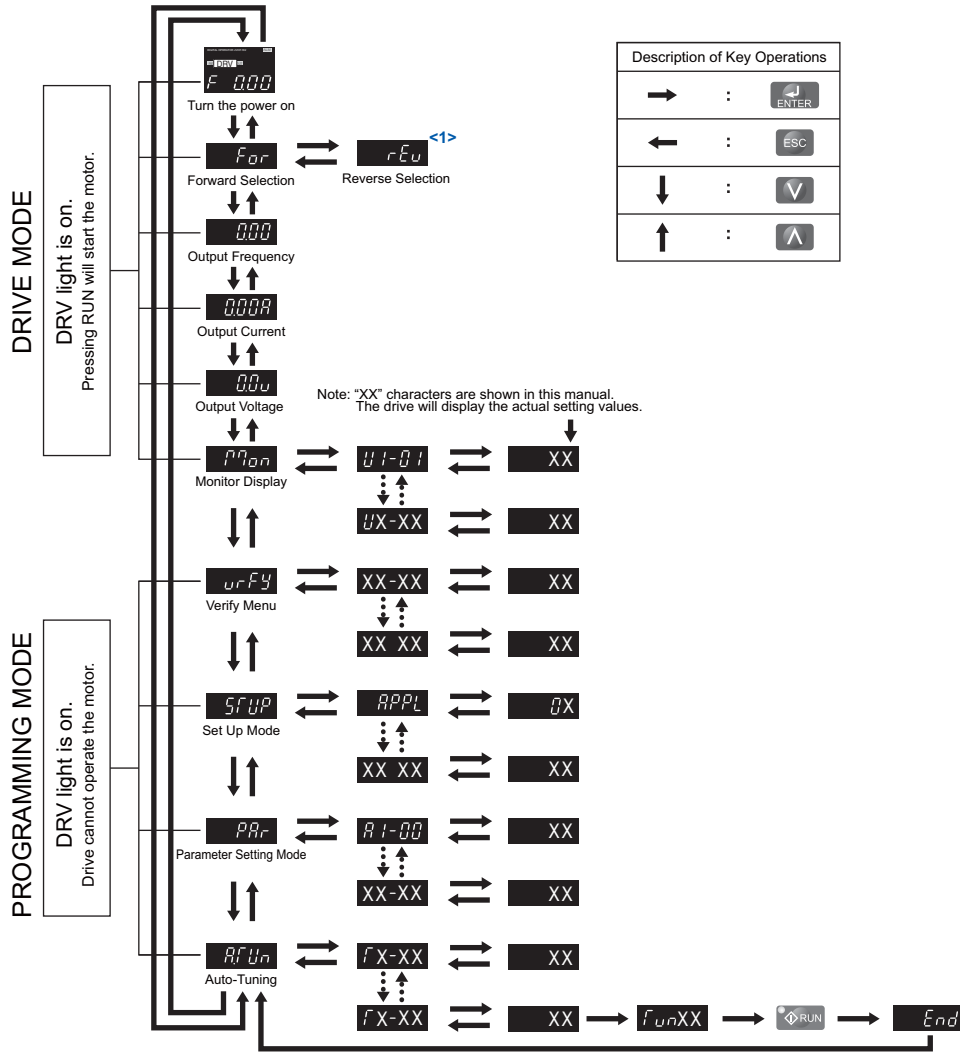 DRIVE MODE
DRV light is on.
Pressing RUN will start the motor.
DRV
F 0.00
Turn the power on
For
rEv
<1>
Forward Selection
Reverse Selection
0.00
Output Frequency
0.00A
Output Current
0.0v
Output Voltage
Mon
Monitor Display
Description of Key Operations
:
ENTER
:
ESC
:
:
Note: “XX” characters are shown in this manual.
The drive will display the actual setting values.
U1-01
XX
UX-XX
XX
PROGRAMMING MODE
DRV light is on.
Drive cannot operate the motor.
vrFY
Verify Menu
XX-XX
XX
XX XX
XX
STUP
Set Up Mode
APPL
0X
XX XX
XX
PAr
Parameter Setting Mode
A1-00
XX
XX-XX
XX
A.TUn
Auto-Tuning
TX-XX
XX
TX-XX
XX
TunXX
RUN
End